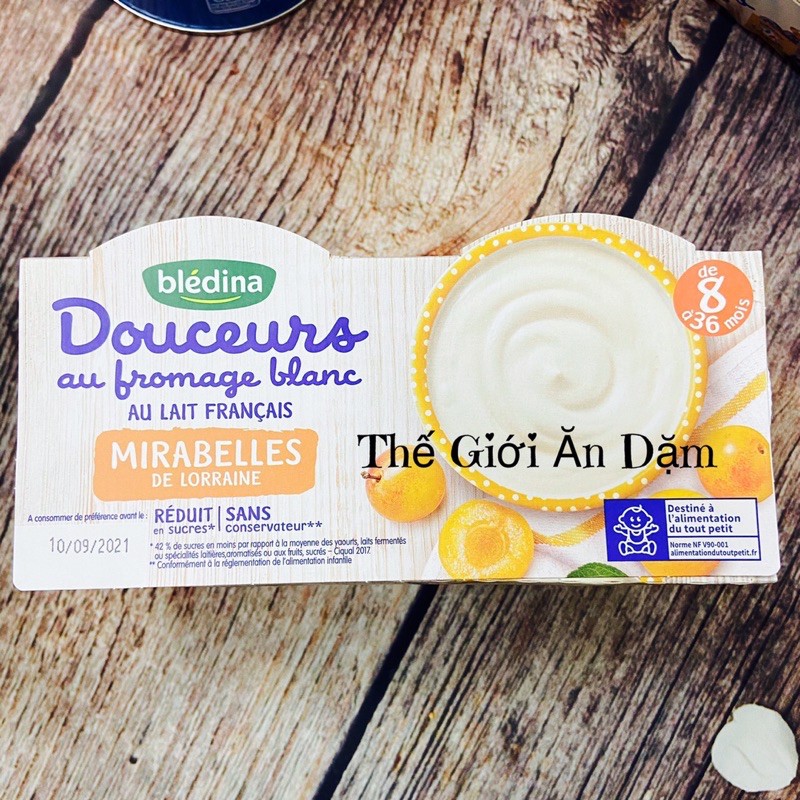 blédina
Douceurs
au fromage blanc
AU LAIT FRANÇAIS
MIRABELLES
DE LORRAINE
de
8
à 36 mois
Thế Giới Ăn Dặm
A consommer de préférence avant le :
10/09/2021
RÉDUIT
en sucres*
SANS
conservateur**
* 42 % de sucres en moins par rapport à la moyenne des yaourts, laits fermentés
ou spécialités laitières,aromatisés ou aux fruits, sucrés – Ciqual 2017.
** Conformément à la réglementation de l'alimentation infantile
Destiné à
l'alimentation
du tout petit
Norme NF V90-001
alimentationdutoutpetit.fr